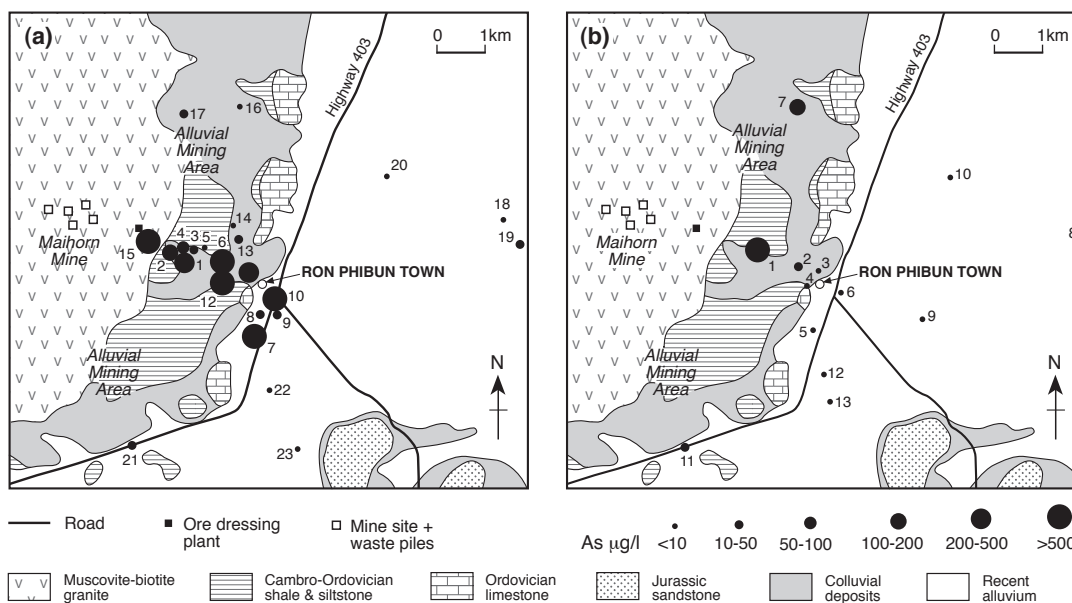 (a)
0 1km
Highway 403
17
16
Alluvial
Mining
Area
20
18
19
14
Maihorn
Mine
15
4
3
5
6
13
2
1
RON PHIBUN TOWN
12
10
8
9
7
Alluvial
Mining
Area
N
22
21
23
(b)
0 1km
Highway 403
7
Alluvial
Mining
Area
10
8
Maihorn
Mine
1
2
3
RON PHIBUN TOWN
4
6
5
9
Alluvial
Mining
Area
N
12
13
11
Road
Ore dressing
plant
Mine site +
waste piles
As µg/l <10 10-50 50-100 100-200 200-500 >500
Muscovite-biotite
granite
Cambro-Ordovician
shale & siltstone
Ordovician
limestone
Jurassic
sandstone
Colluvial
deposits
Recent
alluvium